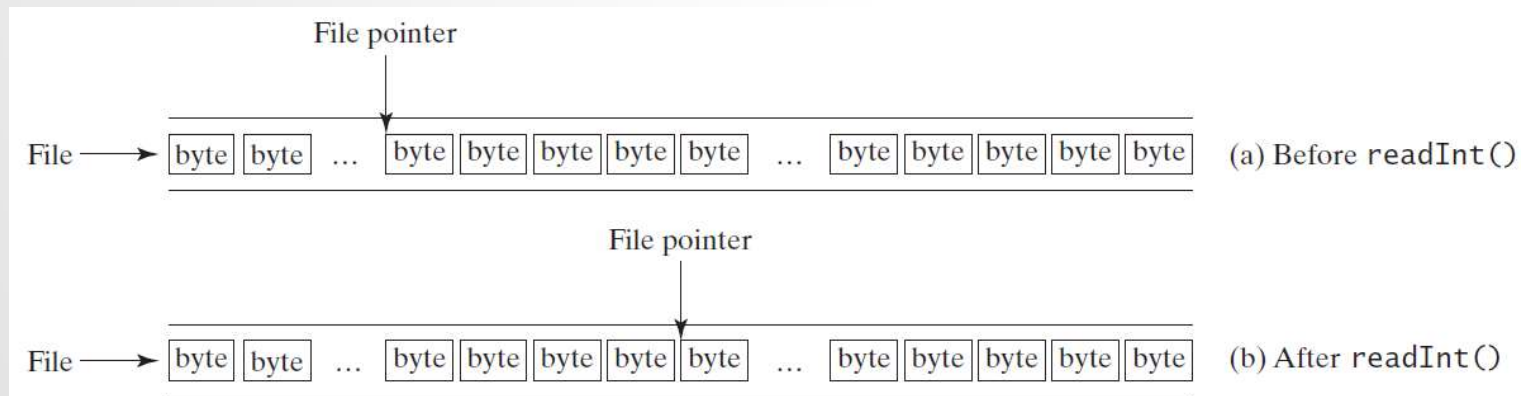 File pointer
File byte byte ... byte byte byte byte byte ... byte byte byte byte byte (a) Before readInt()
File pointer
File byte byte ... byte byte byte byte byte ... byte byte byte byte byte (b) After readInt()